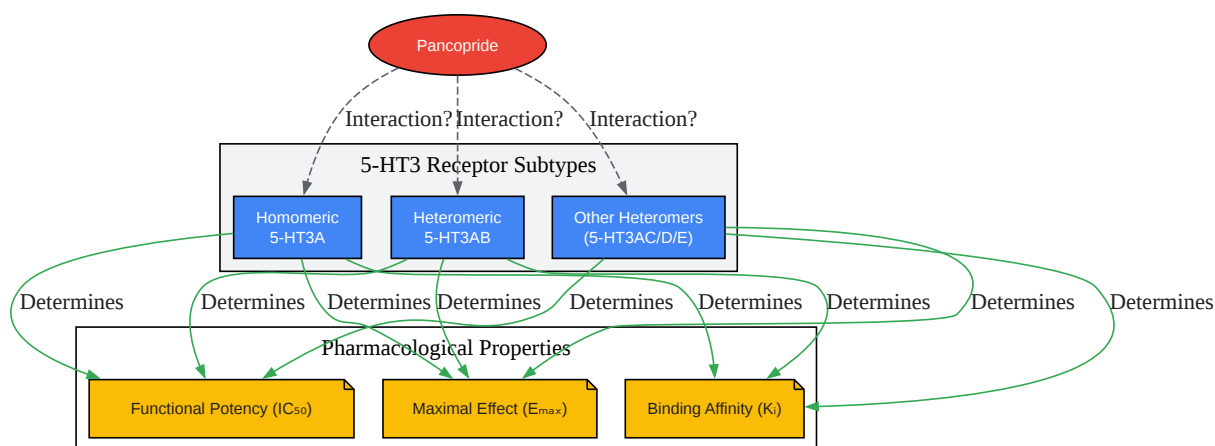 Pancopride
Interaction? Interaction? Interaction?
5-HT3 Receptor Subtypes
Homomeric
5-HT3A
Heteromeric
5-HT3AB
Other Heteromers
(5-HT3AC/D/E)
Determines Determines Determines Determines Determines Determines Determines Determines Determines
Pharmacological Properties
Functional Potency (IC₅₀)
Maximal Effect (Eₘₐₓ)
Binding Affinity (Kᵢ)